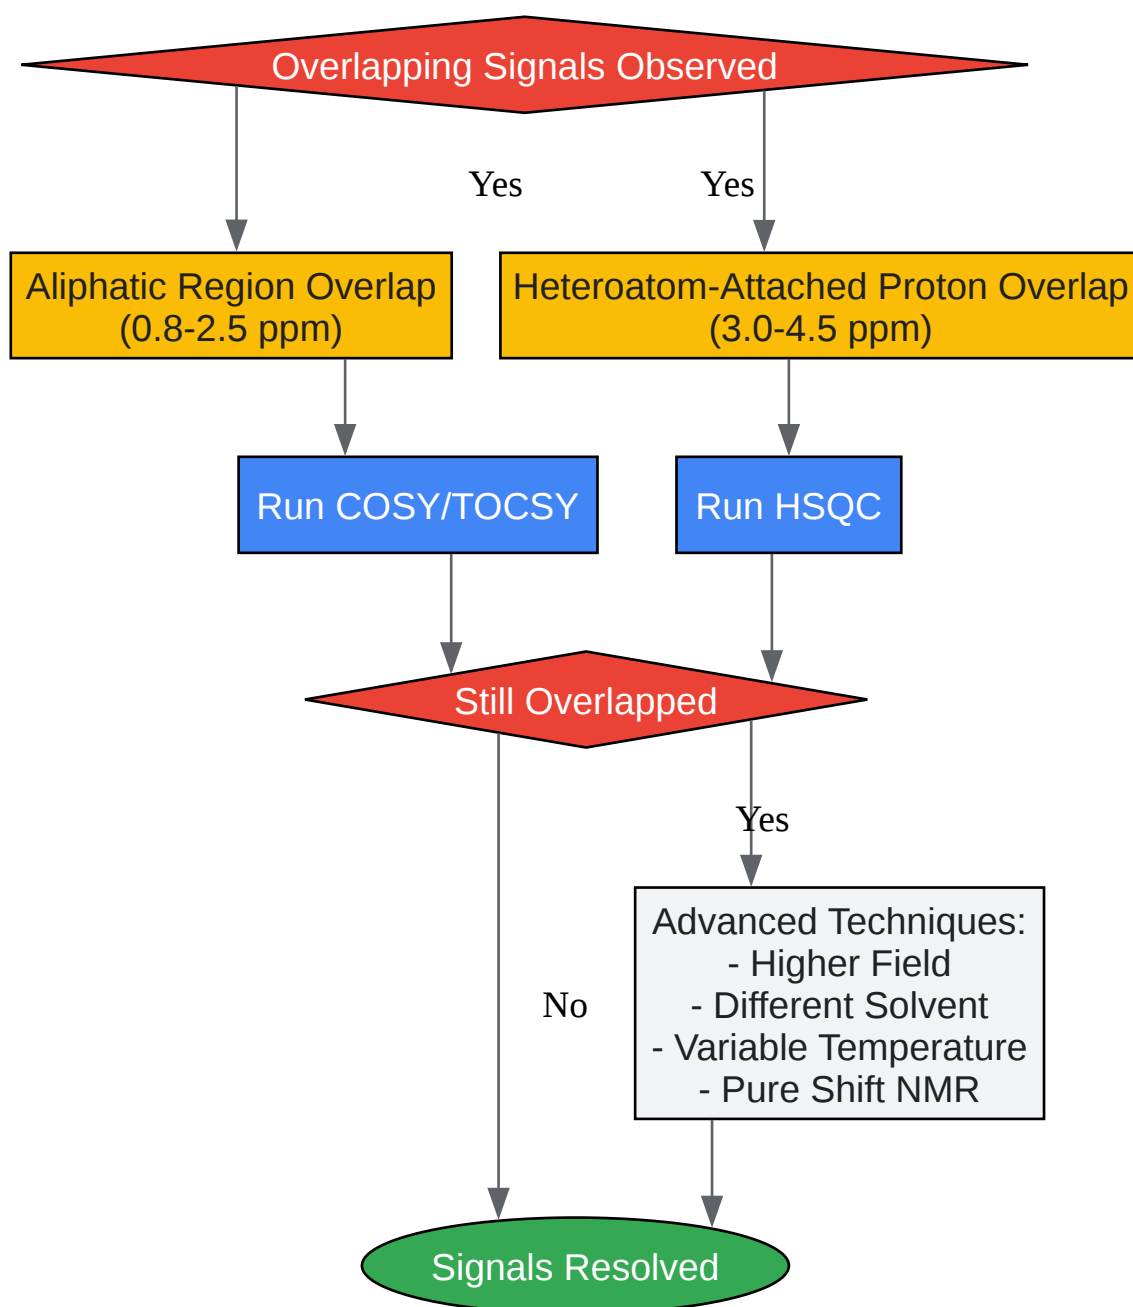 Overlapping Signals Observed
Yes
Yes
Aliphatic Region Overlap
(0.8-2.5 ppm)
Heteroatom-Attached Proton Overlap
(3.0-4.5 ppm)
Run COSY/TOCSY
Run HSQC
Still Overlapped
Yes
Advanced Techniques:
- Higher Field
- Different Solvent
- Variable Temperature
- Pure Shift NMR
No
Signals Resolved